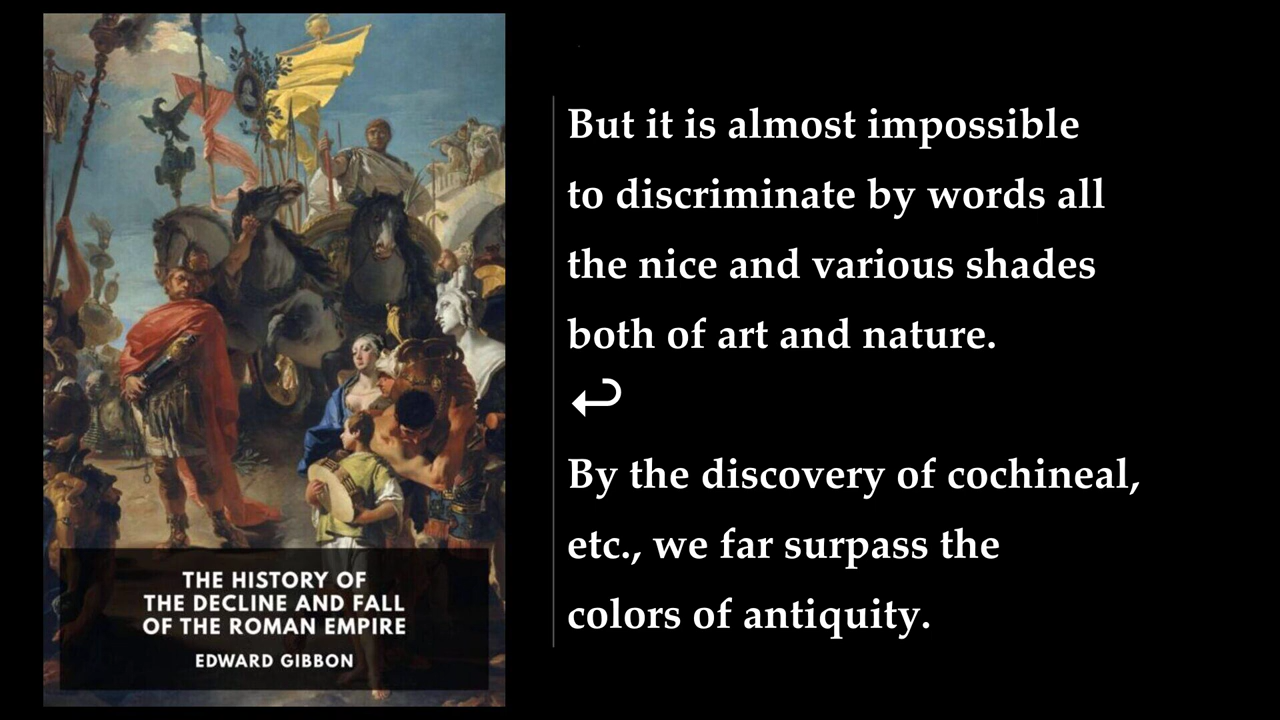 THE HISTORY OF
THE DECLINE AND FALL
OF THE ROMAN EMPIRE
EDWARD GIBBON
But it is almost impossible
to discriminate by words all
the nice and various shades
both of art and nature.
↩
By the discovery of cochineal,
etc., we far surpass the
colors of antiquity.